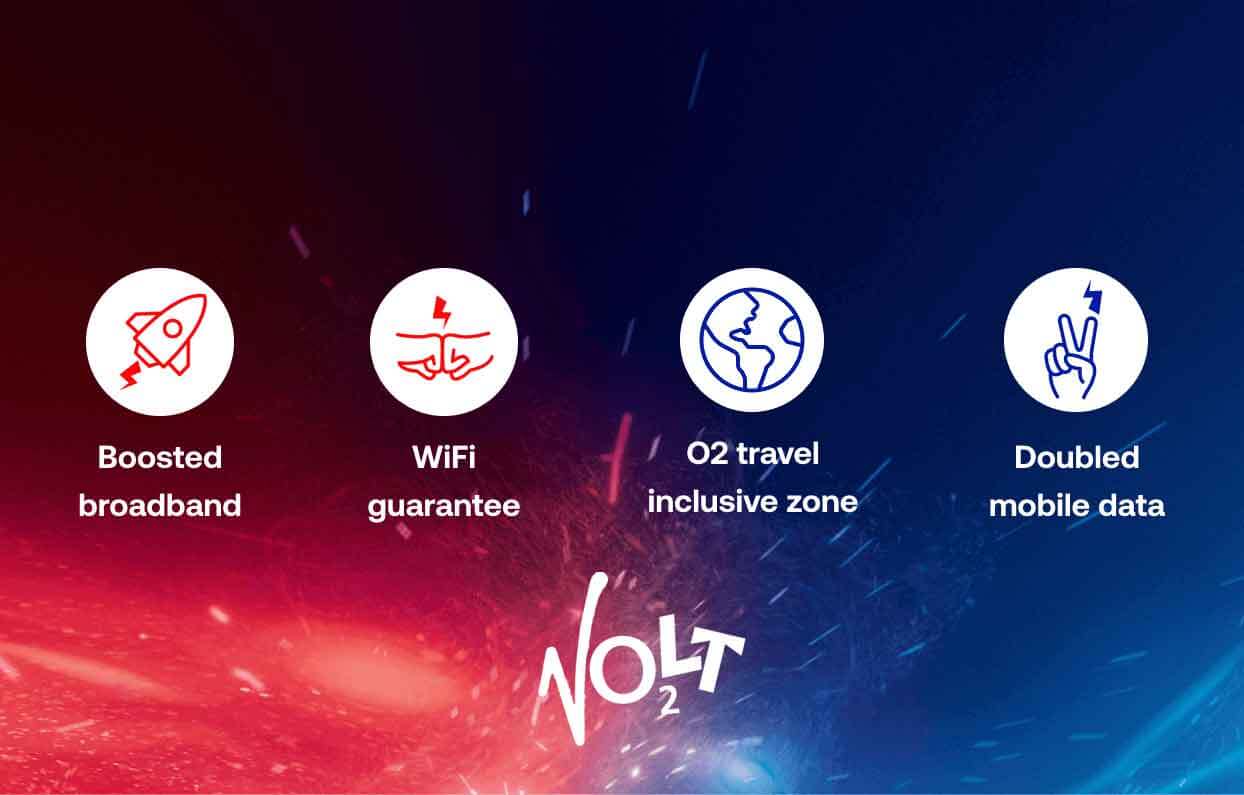 Boosted
broadband
WiFi
guarantee
O2 travel
inclusive zone
Doubled
mobile data
VOLT
2